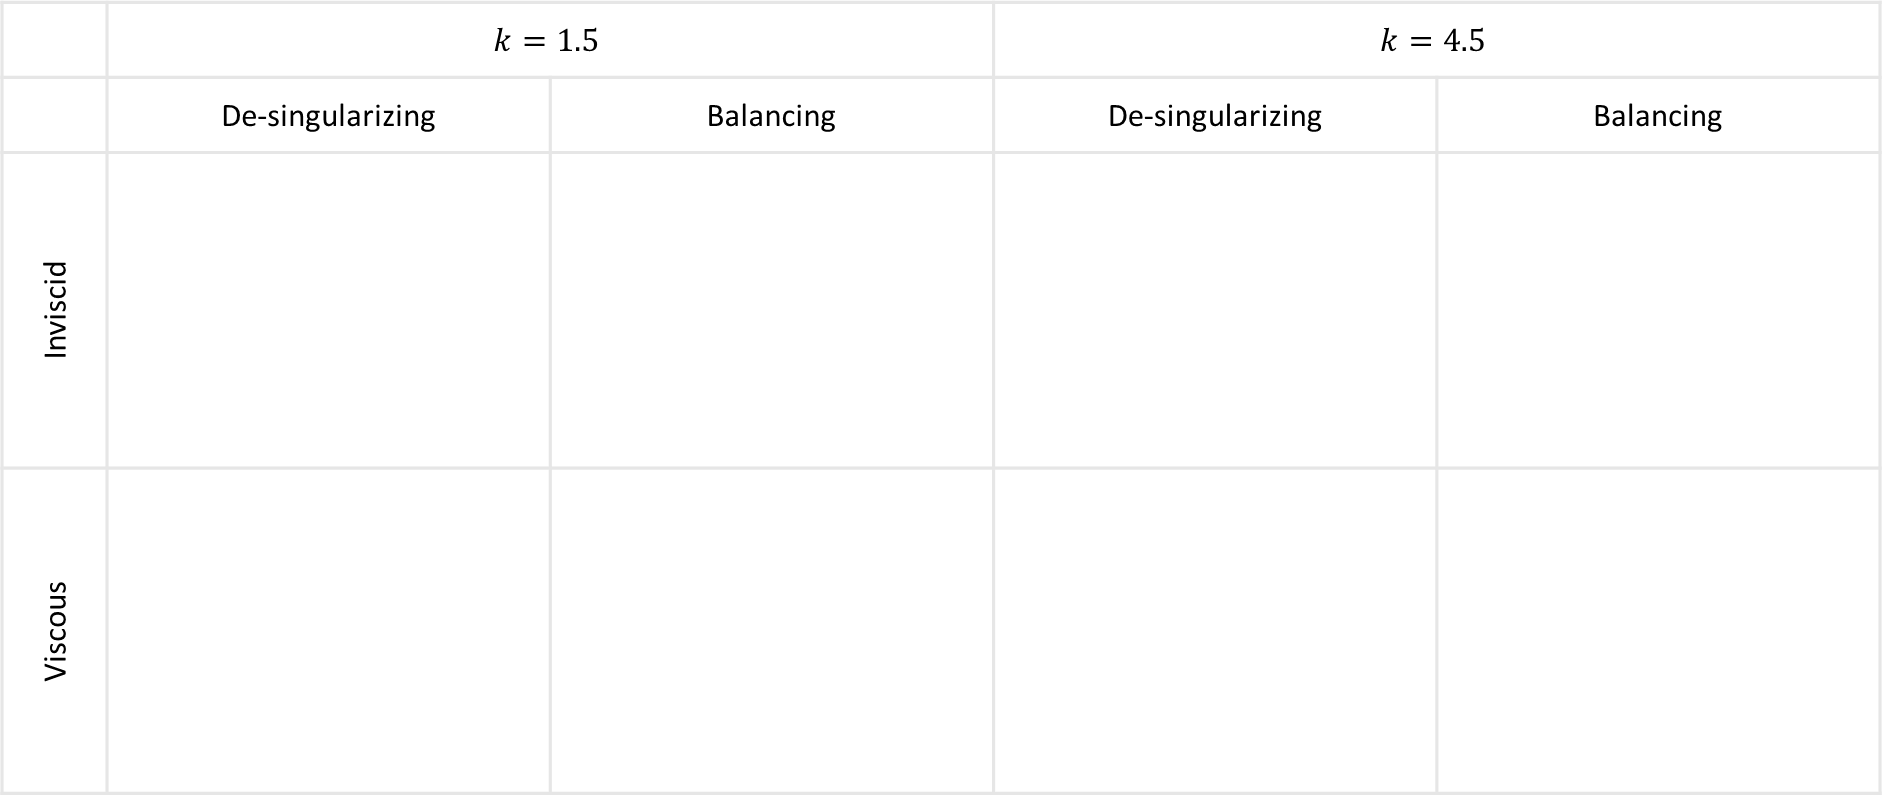 k = 1.5
k = 4.5
De-singularizing
Balancing
De-singularizing
Balancing
Inviscid
Viscous